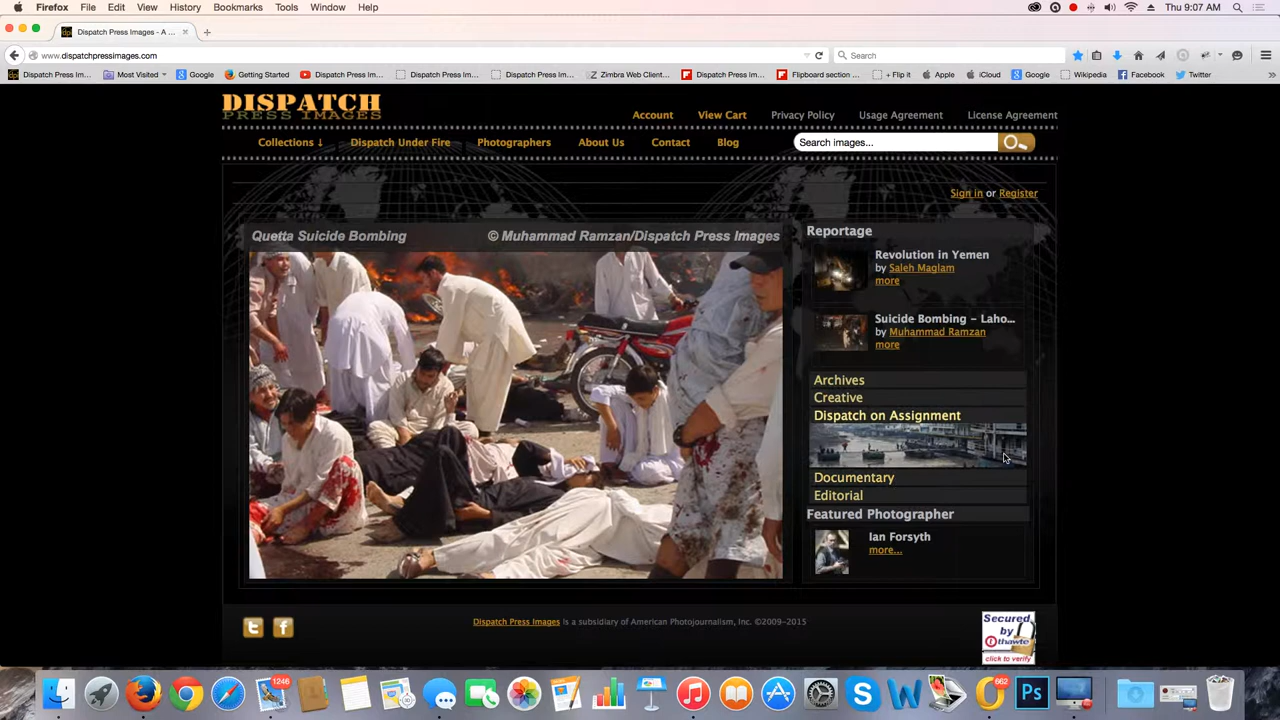 Firefox File Edit View History Bookmarks Tools Window Help Thu 9:07 AM
Dispatch Press Images - A ...
www.dispatchpressimages.com Search
Dispatch Press Im... Most Visited Google Getting Started Dispatch Press Im... Dispatch Press Im... Dispatch Press Im... Zimbra Web Client... Dispatch Press Im... Flipboard section ... + Flip it Apple iCloud Google Wikipedia Facebook Twitter
DISPATCH
PRESS IMAGES
Account View Cart Privacy Policy Usage Agreement License Agreement
Collections ↓ Dispatch Under Fire Photographers About Us Contact Blog Search images...
Sign in or Register
Quetta Suicide Bombing © Muhammad Ramzan/Dispatch Press Images
Reportage
Revolution in Yemen
by Saleh Maglam
more
Suicide Bombing - Laho...
by Muhammad Ramzan
more
Archives
Creative
Dispatch on Assignment
Documentary
Editorial
Featured Photographer
Ian Forsyth
more...
Dispatch Press Images is a subsidiary of American Photojournalism, Inc. ©2009-2015
Secured
by
thawte
click to verify
1246
662
Ps